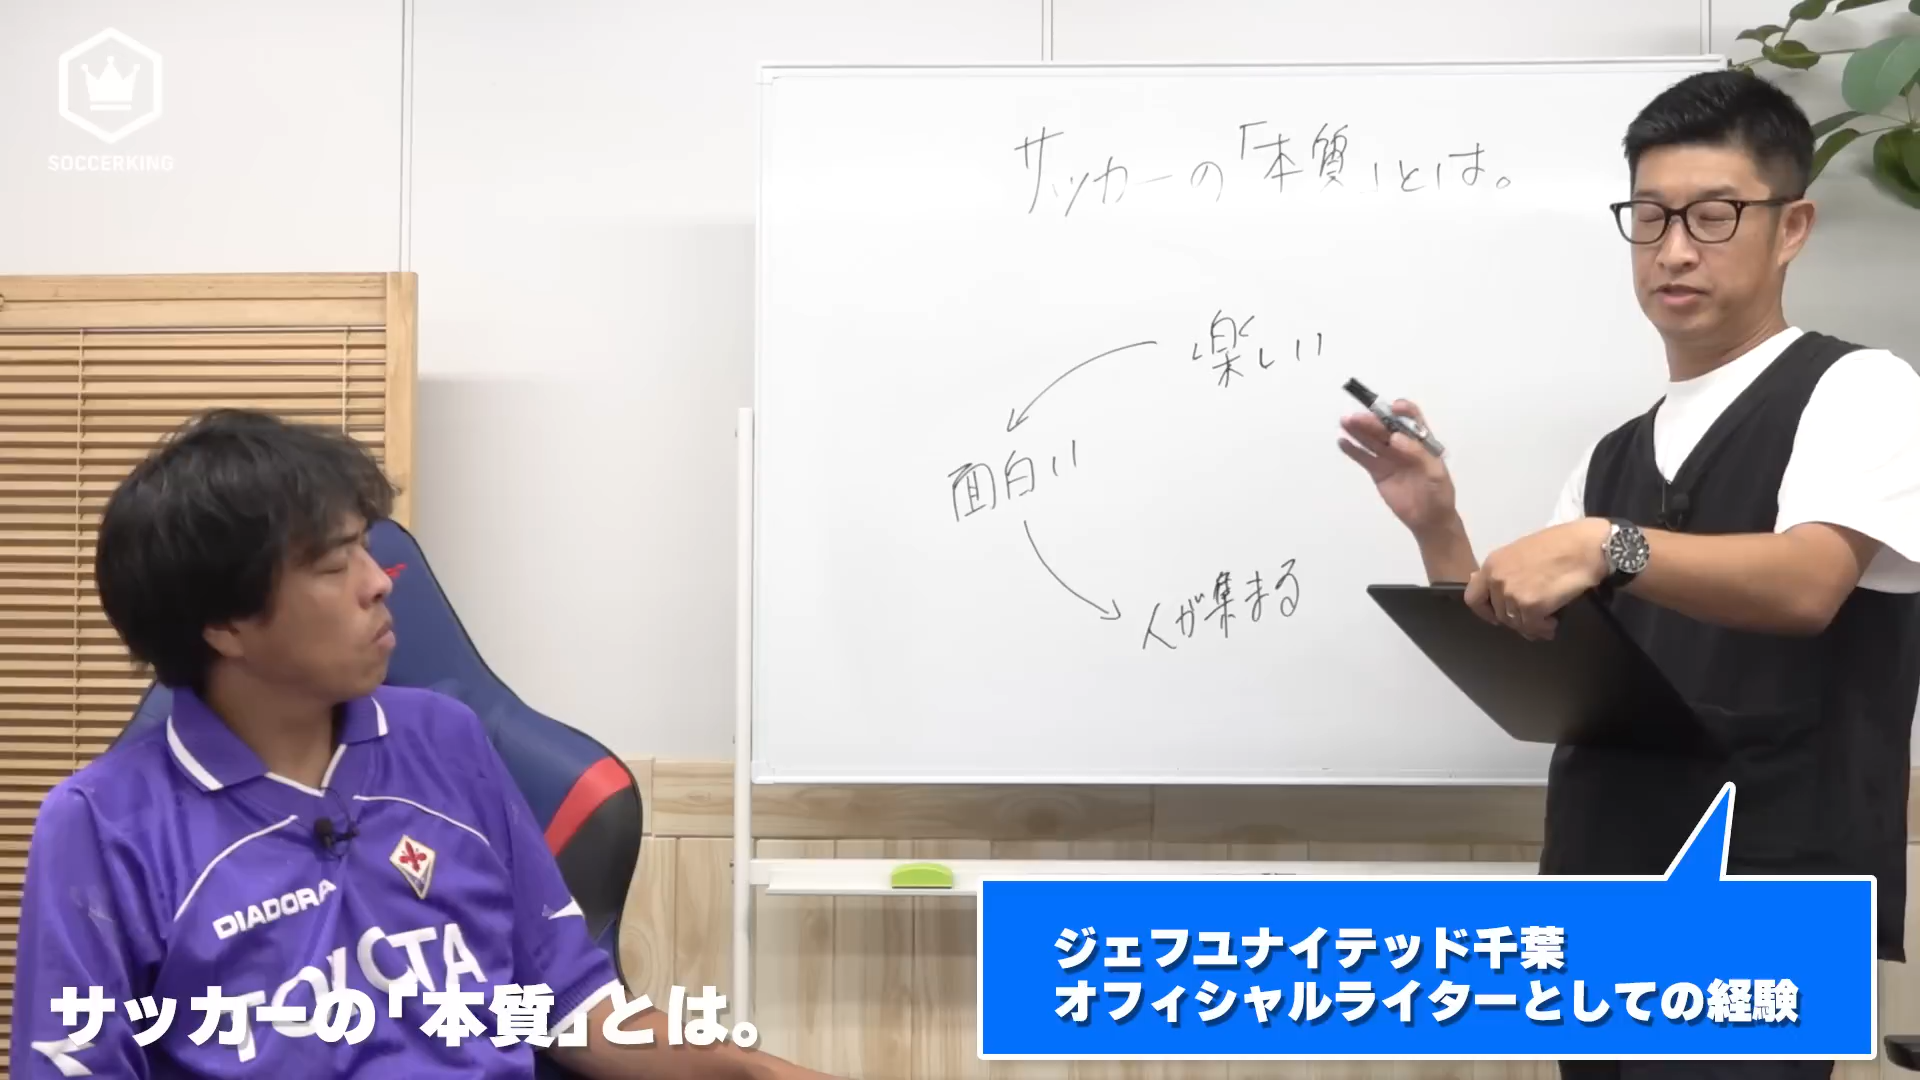 SOCCERKING
サッカーの「本質」とは。
楽しい
面白い
人が集まる
DIADORA
TOYOTA
サッカーの「本質」とは。
ジェフユナイテッド千葉
オフィシャルライターとしての経験